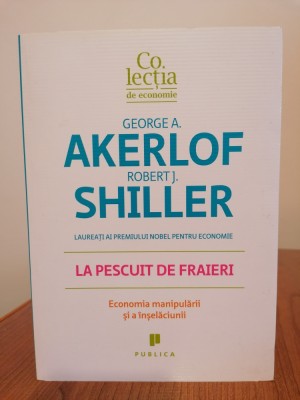 Co.
lecția
de economie
GEORGE A.
AKERLOF
ROBERT J.
SHILLER
LAUREAȚI AI PREMIULUI NOBEL PENTRU ECONOMIE
LA PESCUIT DE FRAIERI
Economia manipulării
și a înșelăciunii
PUBLICA